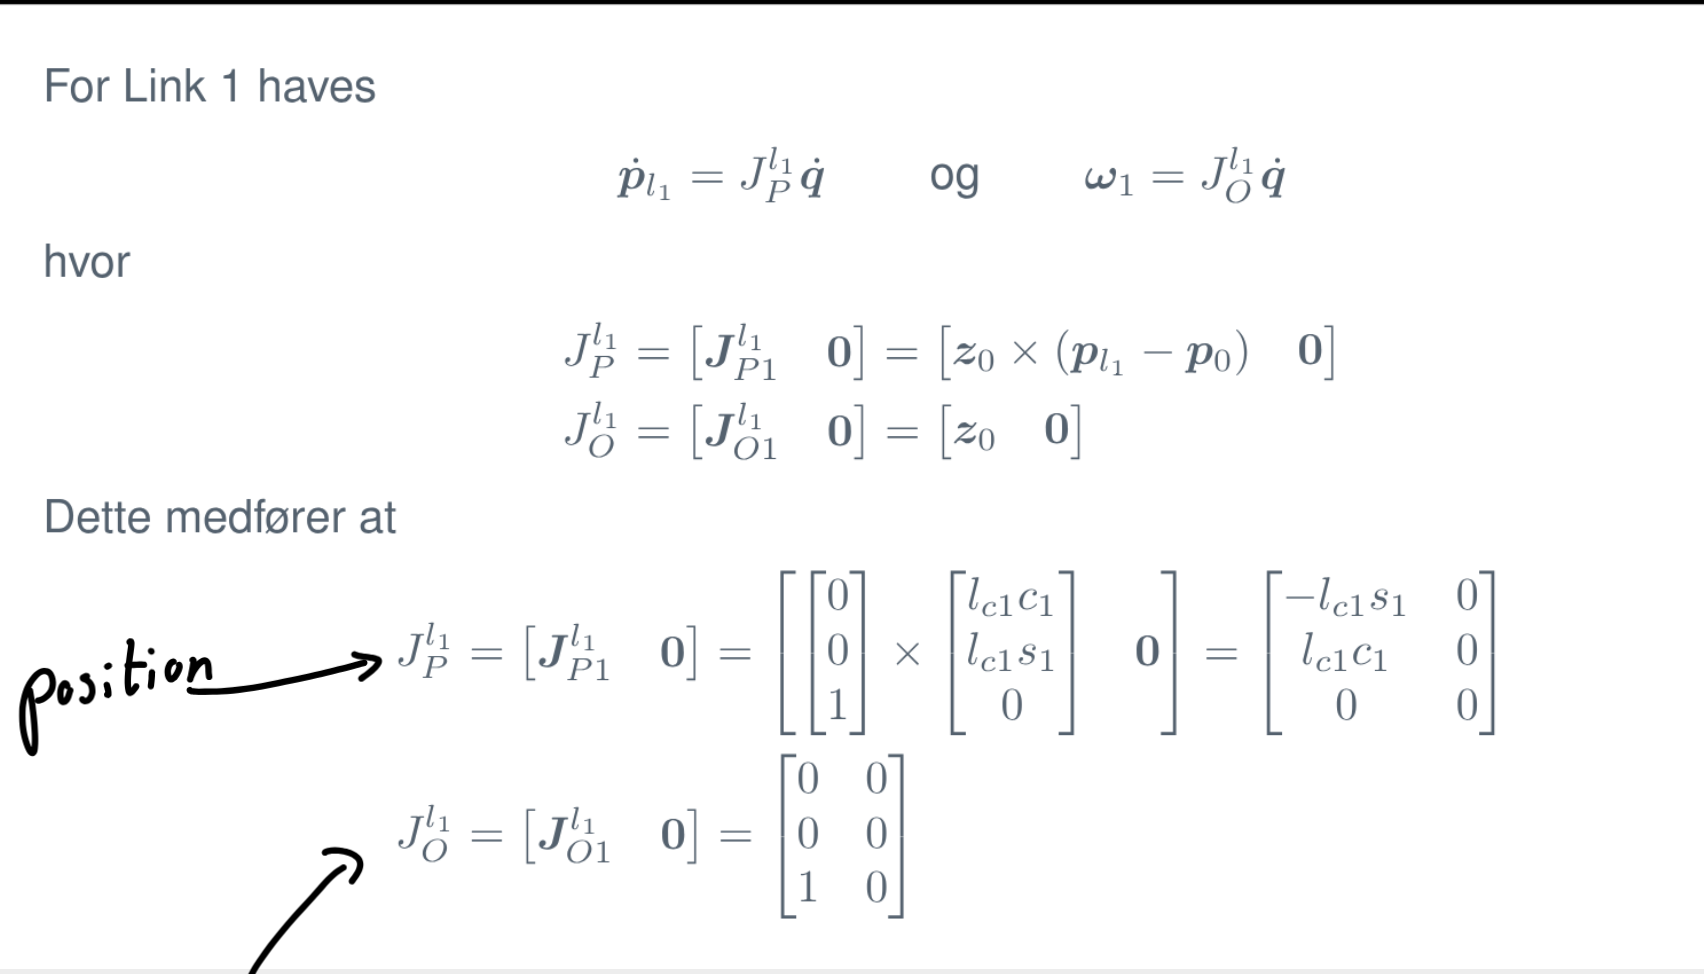 For Link 1 haves
ṗ_{l_1} = J_P^{l_1} q̇ og ω_1 = J_O^{l_1} q̇
hvor
J_P^{l_1} = [J_{P1}^{l_1} 0] = [z_0 × (p_{l_1} − p_0) 0]
J_O^{l_1} = [J_{O1}^{l_1} 0] = [z_0 0]
Dette medfører at
position J_P^{l_1} = [J_{P1}^{l_1} 0] = [[0; 0; 1] × [l_{c1}c_1; l_{c1}s_1; 0] 0] = [−l_{c1}s_1 0; l_{c1}c_1 0; 0 0]
J_O^{l_1} = [J_{O1}^{l_1} 0] = [0 0; 0 0; 1 0]